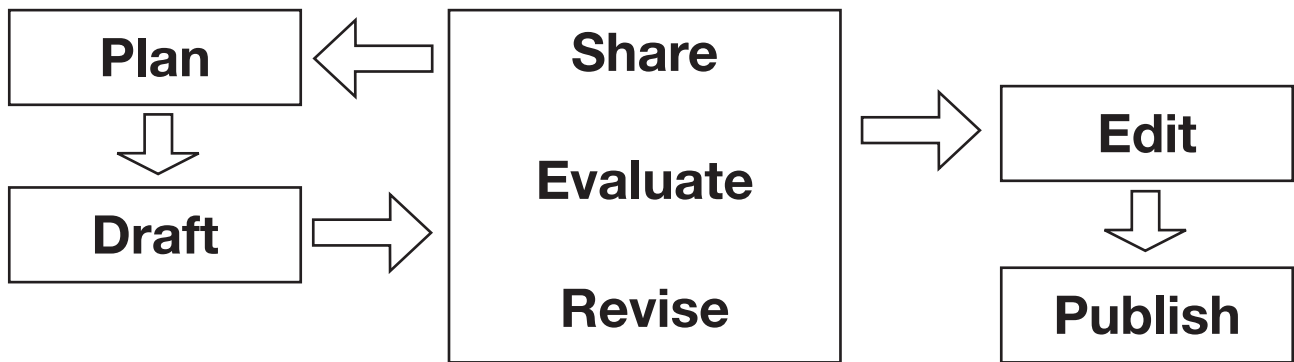 Plan
Draft
Share
Evaluate
Revise
Edit
Publish